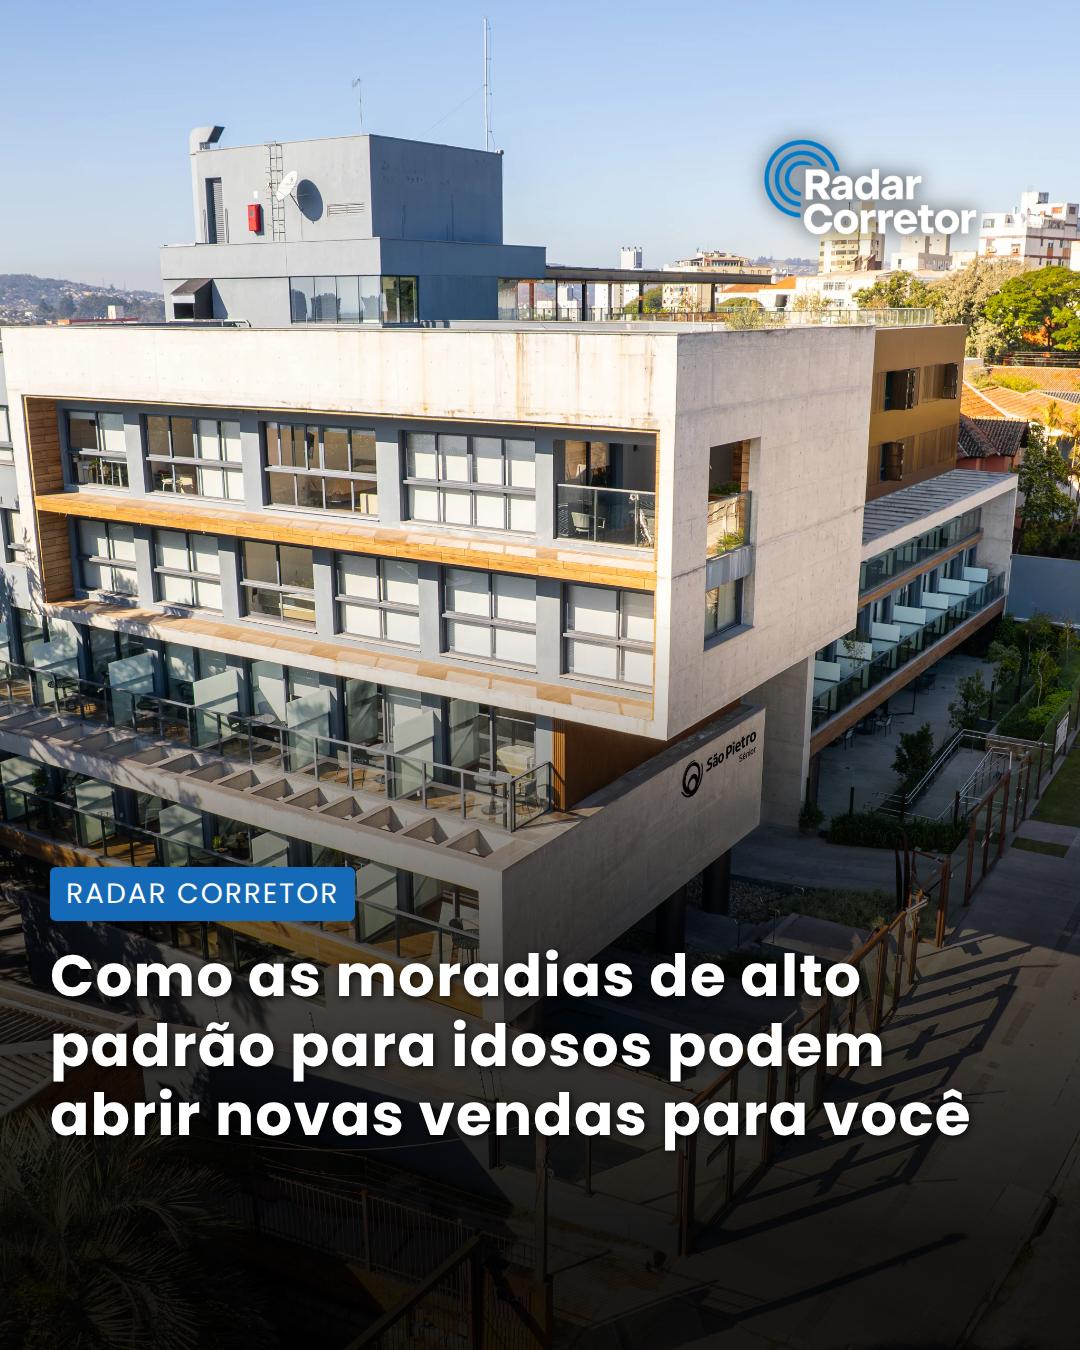 Radar
Corretor
São Pietro
Sênior
RADAR CORRETOR
Como as moradias de alto
padrão para idosos podem
abrir novas vendas para você